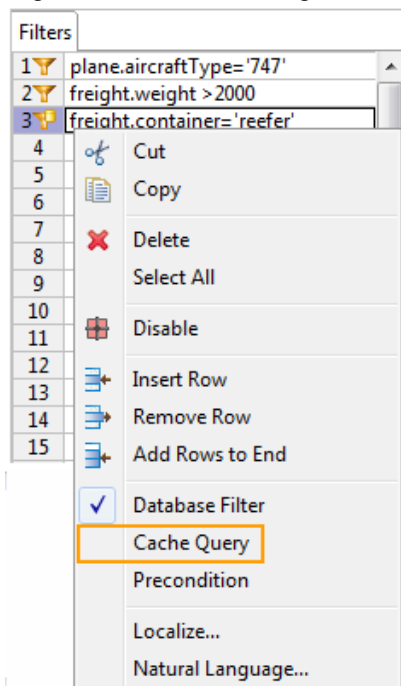 Filters
1 plane.aircraftType='747'
2 freight.weight >2000
3 freight.container='reefer'
4
Cut
5
6
Copy
7
8
Delete
9
Select All
10
11
Disable
12
13
Insert Row
14
Remove Row
15
Add Rows to End
Database Filter
Cache Query
Precondition
Localize...
Natural Language...